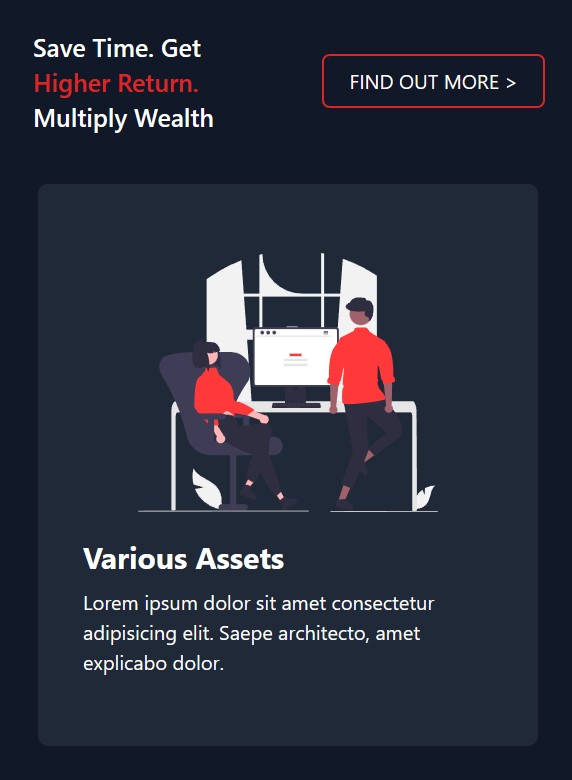 Save Time. Get
Higher Return.
Multiply Wealth
FIND OUT MORE >
Various Assets
Lorem ipsum dolor sit amet consectetur
adipisicing elit. Saepe architecto, amet
explicabo dolor.